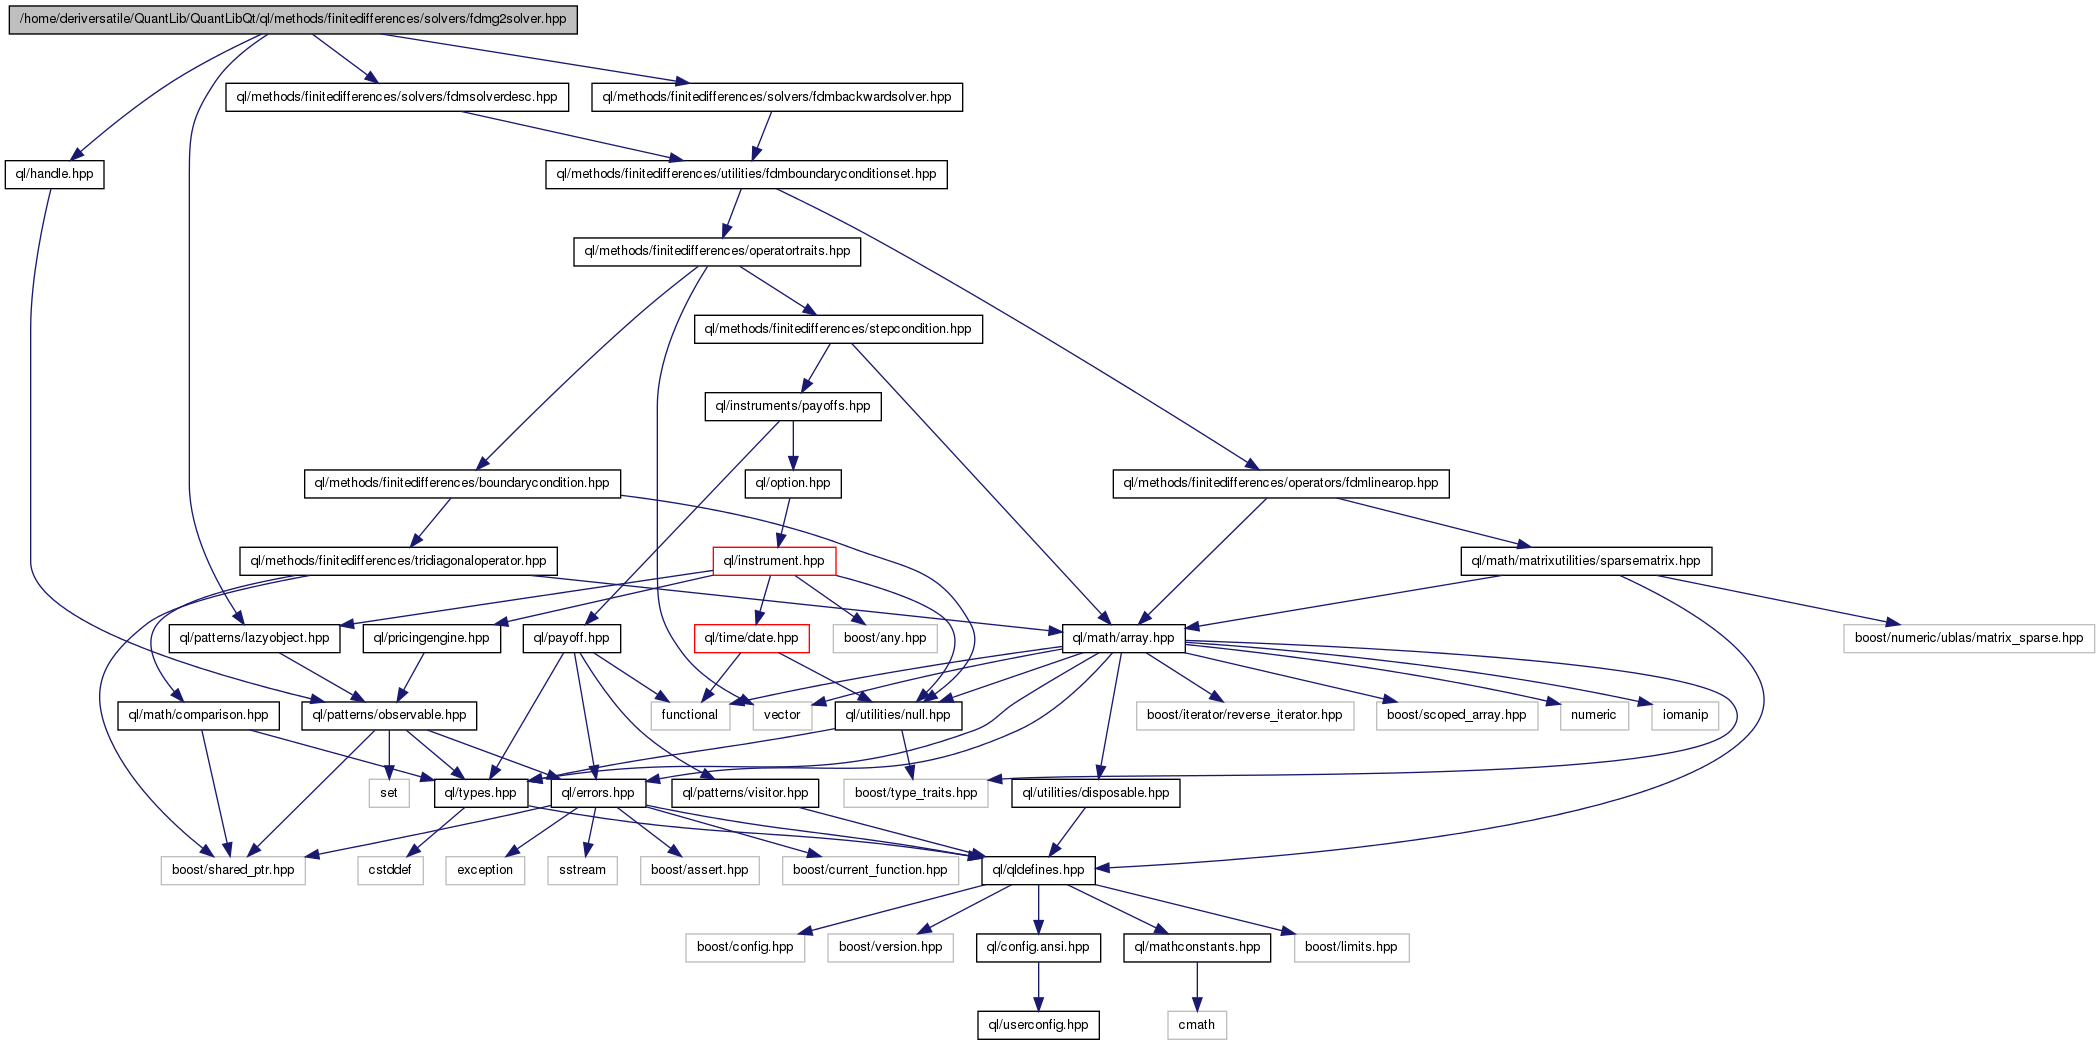 /home/deriversatile/QuantLib/QuantLibQt/ql/methods/finitedifferences/solvers/fdmg2solver.hpp
ql/methods/finitedifferences/solvers/fdmsolverdesc.hpp
ql/methods/finitedifferences/solvers/fdmbackwardsolver.hpp
ql/handle.hpp
ql/methods/finitedifferences/utilities/fdmboundaryconditionset.hpp
ql/methods/finitedifferences/operatortraits.hpp
ql/methods/finitedifferences/stepcondition.hpp
ql/instruments/payoffs.hpp
ql/methods/finitedifferences/boundarycondition.hpp
ql/option.hpp
ql/methods/finitedifferences/operators/fdmlinearop.hpp
ql/methods/finitedifferences/tridiagonaloperator.hpp
ql/instrument.hpp
ql/math/matrixutilities/sparsematrix.hpp
ql/patterns/lazyobject.hpp
ql/pricingengine.hpp
ql/payoff.hpp
ql/time/date.hpp
boost/any.hpp
ql/math/array.hpp
boost/numeric/ublas/matrix_sparse.hpp
ql/math/comparison.hpp
ql/patterns/observable.hpp
functional
vector
ql/utilities/null.hpp
boost/iterator/reverse_iterator.hpp
boost/scoped_array.hpp
numeric
iomanip
set
ql/types.hpp
ql/errors.hpp
ql/patterns/visitor.hpp
boost/type_traits.hpp
ql/utilities/disposable.hpp
boost/shared_ptr.hpp
cstddef
exception
sstream
boost/assert.hpp
boost/current_function.hpp
ql/qldefines.hpp
boost/config.hpp
boost/version.hpp
ql/config.ansi.hpp
ql/mathconstants.hpp
boost/limits.hpp
ql/userconfig.hpp
cmath